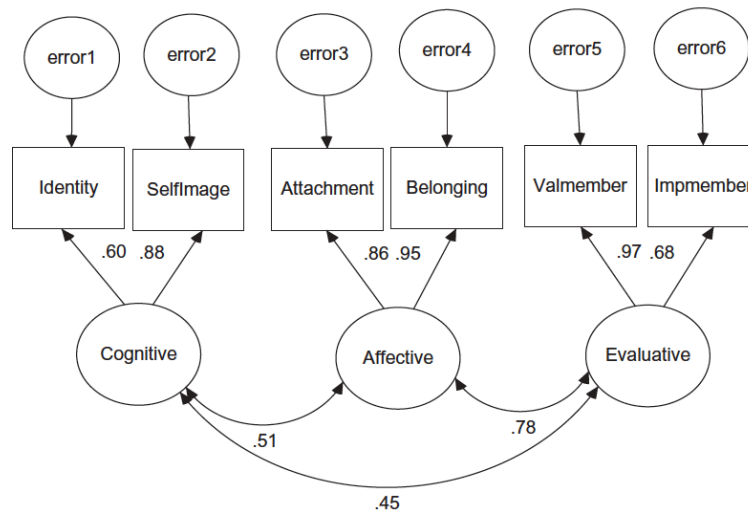 error1 error2 error3 error4 error5 error6
Identity SelfImage Attachment Belonging Valmember Impmember
.60 .88 .86 .95 .97 .68
Cognitive Affective Evaluative
.51 .78
.45